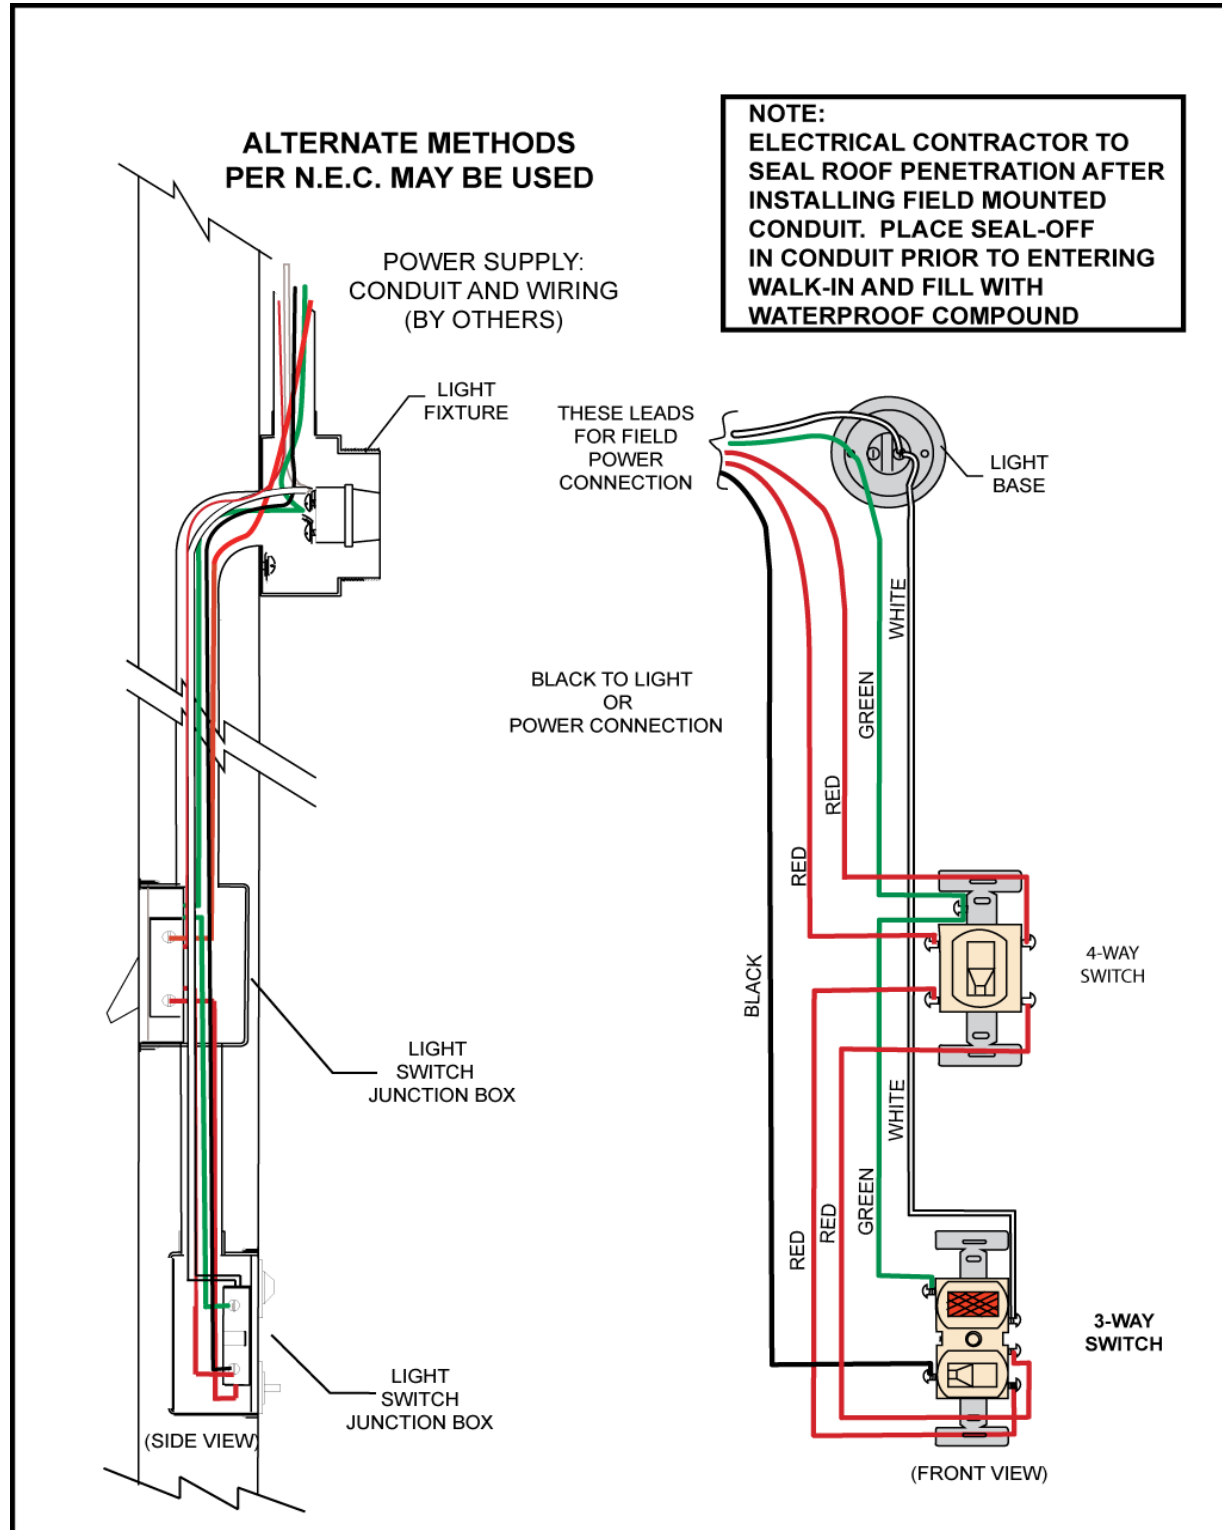 ALTERNATE METHODS
PER N.E.C. MAY BE USED
NOTE:
ELECTRICAL CONTRACTOR TO
SEAL ROOF PENETRATION AFTER
INSTALLING FIELD MOUNTED
CONDUIT. PLACE SEAL-OFF
IN CONDUIT PRIOR TO ENTERING
WALK-IN AND FILL WITH
WATERPROOF COMPOUND
POWER SUPPLY:
CONDUIT AND WIRING
(BY OTHERS)
LIGHT
FIXTURE
THESE LEADS
FOR FIELD
POWER
CONNECTION
LIGHT
BASE
WHITE
GREEN
BLACK TO LIGHT
OR
POWER CONNECTION
RED
RED
BLACK
4-WAY
SWITCH
LIGHT
SWITCH
JUNCTION BOX
WHITE
GREEN
RED
RED
3-WAY
SWITCH
LIGHT
SWITCH
JUNCTION BOX
(SIDE VIEW)
(FRONT VIEW)